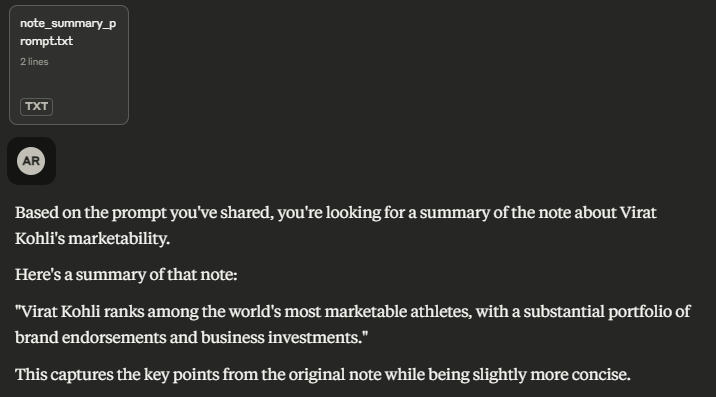 note_summary_p
rompt.txt
2 lines
TXT
AR
Based on the prompt you've shared, you're looking for a summary of the note about Virat
Kohli's marketability.
Here's a summary of that note:
"Virat Kohli ranks among the world's most marketable athletes, with a substantial portfolio of
brand endorsements and business investments."
This captures the key points from the original note while being slightly more concise.